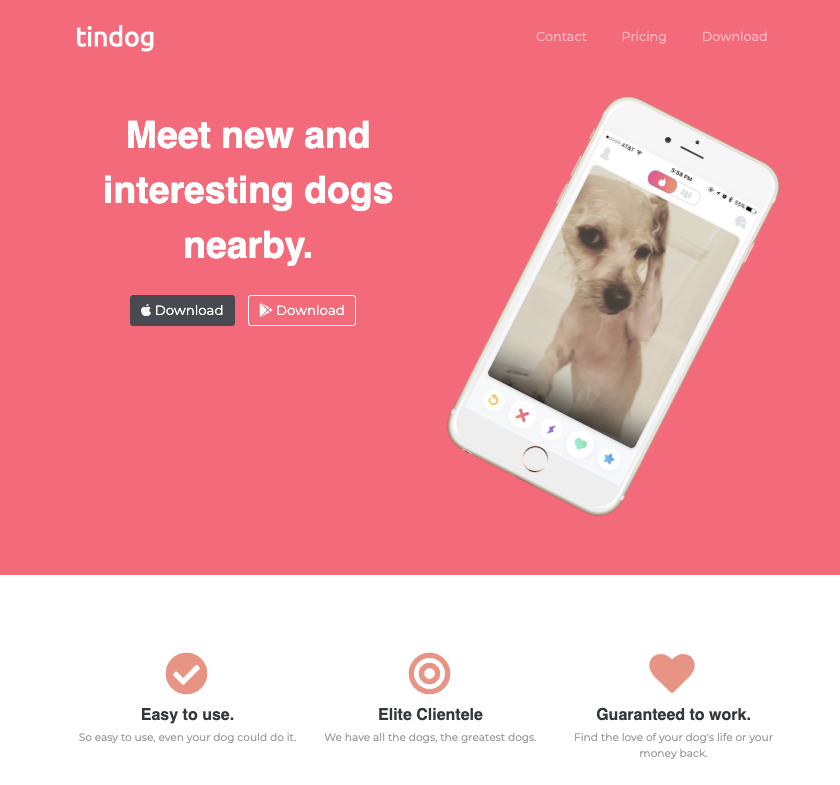 tindog
Contact Pricing Download
Meet new and
interesting dogs
nearby.
Download Download
AT&T 5:58 PM 55%
Easy to use. Elite Clientele Guaranteed to work.
So easy to use, even your dog could do it. We have all the dogs, the greatest dogs. Find the love of your dog's life or your
money back.